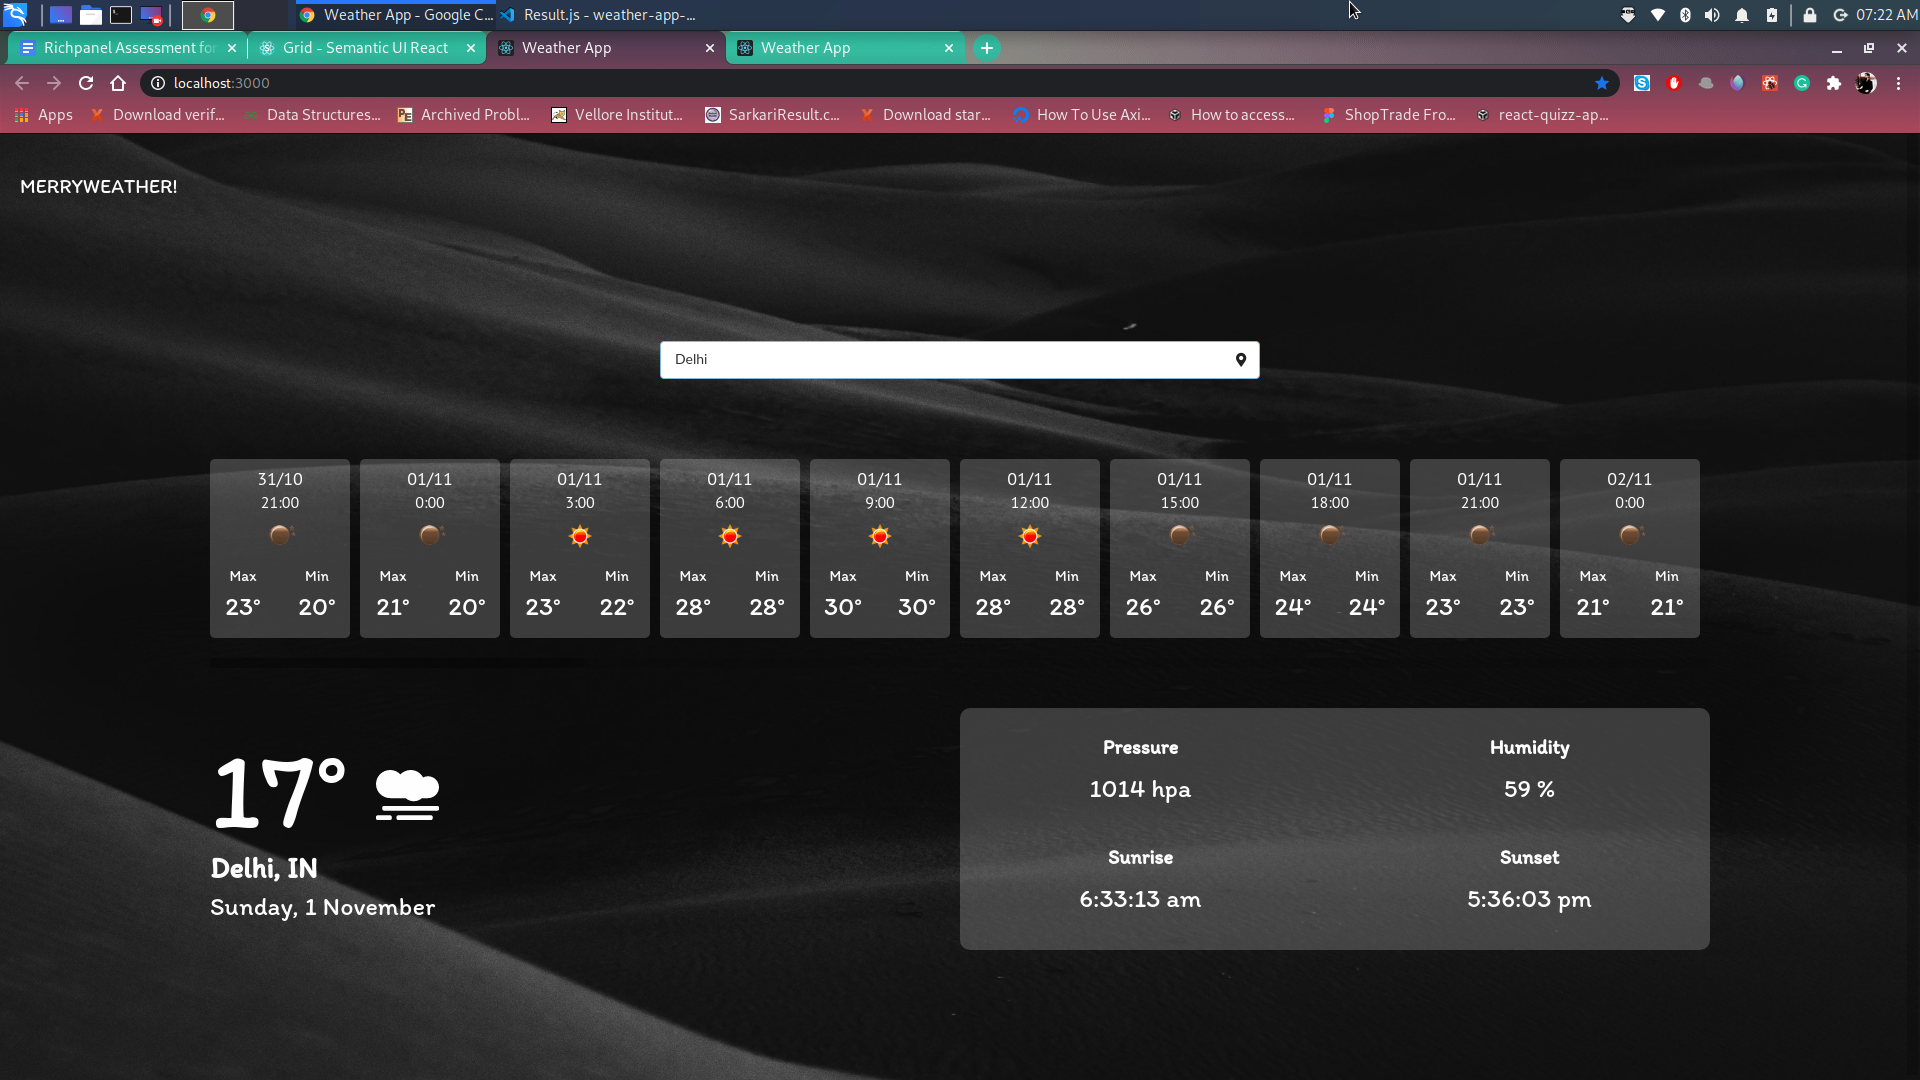 Weather App - Google C...
Result.js - weather-app-...
07:22 AM
Richpanel Assessment for
Grid - Semantic UI React
Weather App
Weather App
localhost:3000
Apps
Download verif...
Data Structures...
Archived Probl...
Vellore Institut...
SarkariResult.c...
Download star...
How To Use Axi...
How to access...
ShopTrade Fro...
react-quizz-ap...
MERRYWEATHER!
Delhi
31/10 01/11 01/11 01/11 01/11 01/11 01/11 01/11 01/11 02/11
21:00 0:00 3:00 6:00 9:00 12:00 15:00 18:00 21:00 0:00
Max Min Max Min Max Min Max Min Max Min Max Min Max Min Max Min Max Min Max Min
23° 20° 21° 20° 23° 22° 28° 28° 30° 30° 28° 28° 26° 26° 24° 24° 23° 23° 21° 21°
17°
Delhi, IN
Sunday, 1 November
Pressure Humidity
1014 hpa 59 %
Sunrise Sunset
6:33:13 am 5:36:03 pm